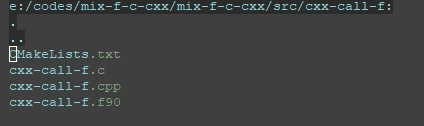 e:/codes/mix-f-c-cxx/mix-f-c-cxx/src/cxx-call-f:
.
..
CMakeLists.txt
cxx-call-f.c
cxx-call-f.cpp
cxx-call-f.f90